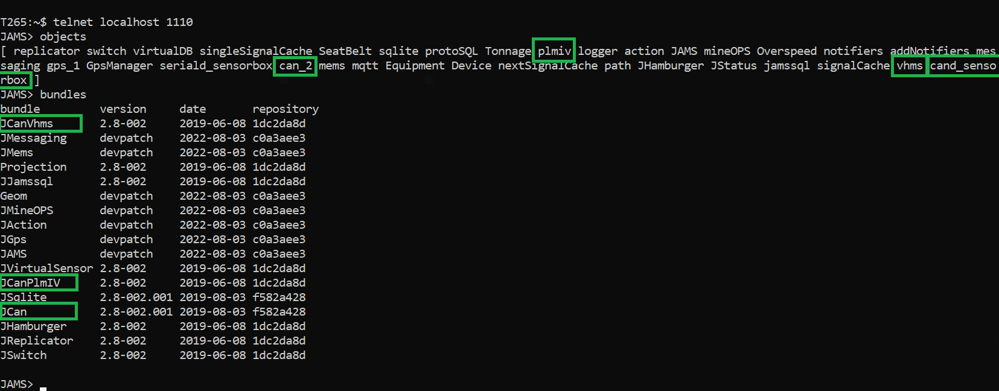 T265:~$ telnet localhost 1110
JAMS> objects
[ replicator switch virtualDB singleSignalCache SeatBelt sqlite protoSQL Tonnage plmiv logger action JAMS mineOPS Overspeed notifiers addNotifiers mes
saging gps_1 GpsManager seriald_sensorbox can_2 mems mqtt Equipment Device nextSignalCache path JHamburger JStatus jamssql signalCache vhms cand_senso
rbox ]
JAMS> bundles
bundle version date repository
JCanVhms 2.8-002 2019-06-08 1dc2da8d
JMessaging devpatch 2022-08-03 c0a3aee3
JMems devpatch 2022-08-03 c0a3aee3
Projection 2.8-002 2019-06-08 1dc2da8d
JJamssql 2.8-002 2019-06-08 1dc2da8d
Geom devpatch 2022-08-03 c0a3aee3
JMineOPS devpatch 2022-08-03 c0a3aee3
JAction devpatch 2022-08-03 c0a3aee3
JGps devpatch 2022-08-03 c0a3aee3
JAMS devpatch 2022-08-03 c0a3aee3
JVirtualSensor 2.8-002 2019-06-08 1dc2da8d
JCanPlmIV 2.8-002 2019-06-08 1dc2da8d
JSqlite 2.8-002.001 2019-08-03 f582a428
JCan 2.8-002.001 2019-08-03 f582a428
JHamburger 2.8-002 2019-06-08 1dc2da8d
JReplicator 2.8-002 2019-06-08 1dc2da8d
JSwitch 2.8-002 2019-06-08 1dc2da8d
JAMS>